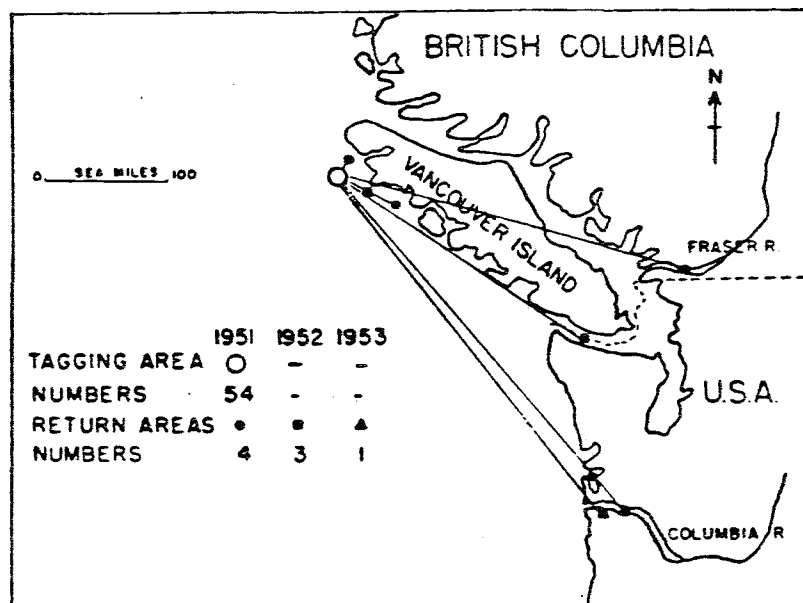 BRITISH COLUMBIA
N
0 SEA MILES 100
VANCOUVER ISLAND
FRASER R.
1951 1952 1953
TAGGING AREA O - -
NUMBERS 54 - -
U.S.A.
RETURN AREAS
NUMBERS 4 3 1
COLUMBIA R